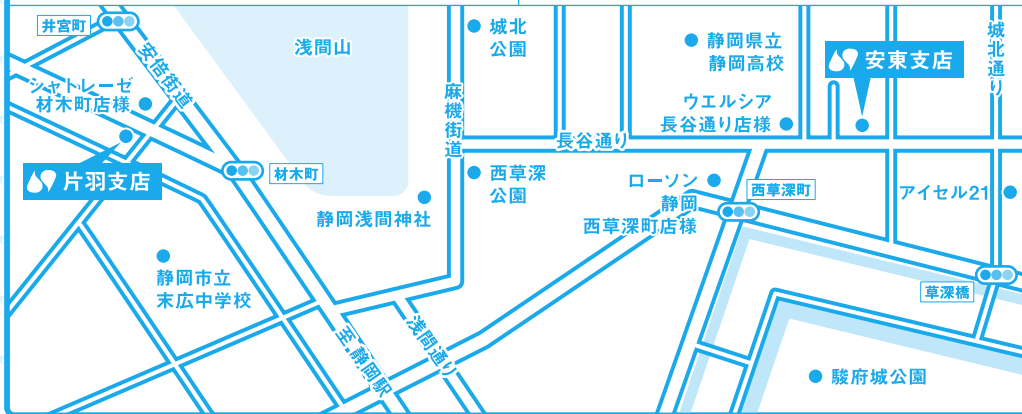 井宮町
安倍街道
浅間山
城北
公園
静岡県立
静岡高校
安東支店
城北通り
シャトレーゼ
材木町店様
麻機街道
ウエルシア
長谷通り店様
長谷通り
片羽支店
材木町
西草深
公園
ローソン
静岡
西草深町店様
西草深町
アイセル21
静岡浅間神社
静岡市立
末広中学校
草深橋
至 静岡駅
浅間通り
駿府城公園